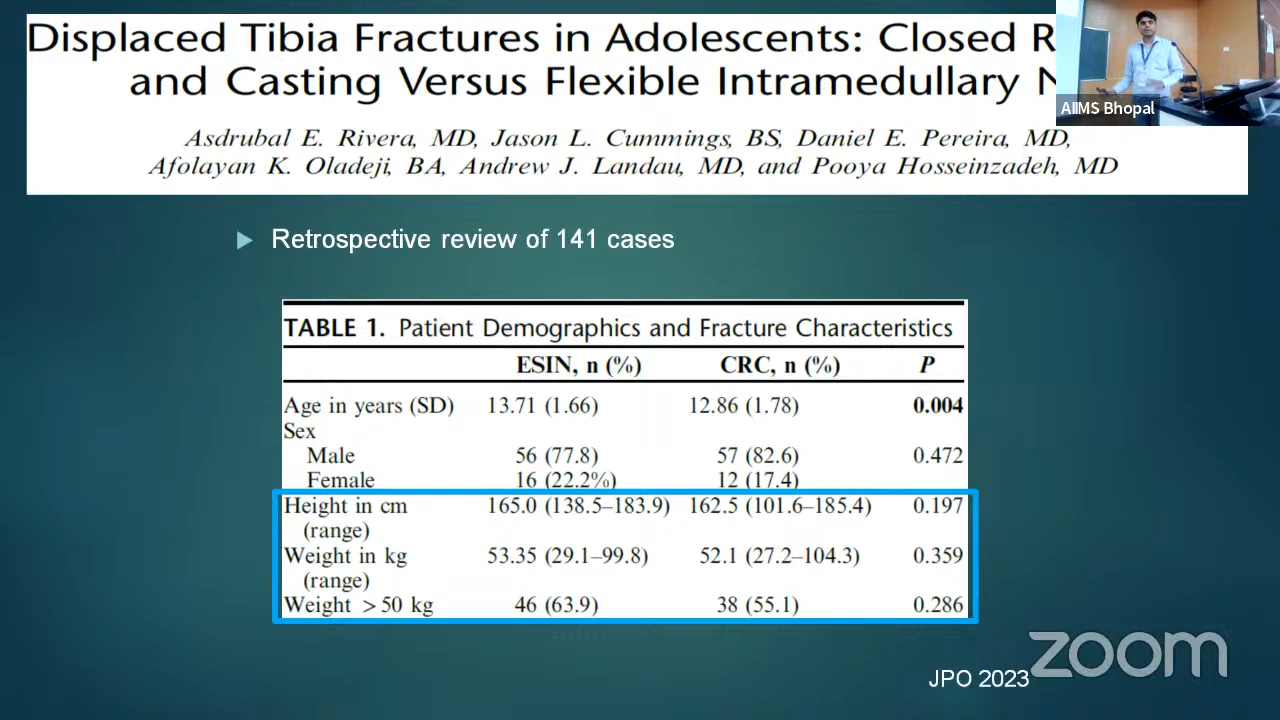 Displaced Tibia Fractures in Adolescents: Closed R
and Casting Versus Flexible Intramedullary N
AIIMS Bhopal
Asdrubal E. Rivera, MD, Jason L. Cummings, BS, Daniel E. Pereira, MD,
Afolayan K. Oladeji, BA, Andrew J. Landau, MD, and Pooya Hosseinzadeh, MD
Retrospective review of 141 cases
TABLE 1. Patient Demographics and Fracture Characteristics
ESIN, n (%) CRC, n (%) P
Age in years (SD) 13.71 (1.66) 12.86 (1.78) 0.004
Sex
Male 56 (77.8) 57 (82.6) 0.472
Female 16 (22.2%) 12 (17.4)
Height in cm 165.0 (138.5–183.9) 162.5 (101.6–185.4) 0.197
(range)
Weight in kg 53.35 (29.1–99.8) 52.1 (27.2–104.3) 0.359
(range)
Weight > 50 kg 46 (63.9) 38 (55.1) 0.286
JPO 2023
zoom